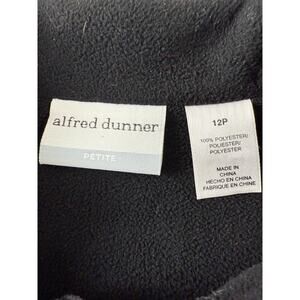 alfred dunner
PETITE
12P
100% POLYESTER/
POLIESTER/
POLYESTER
MADE IN
CHINA
HECHO EN CHINA
FABRIQUE EN CHINE